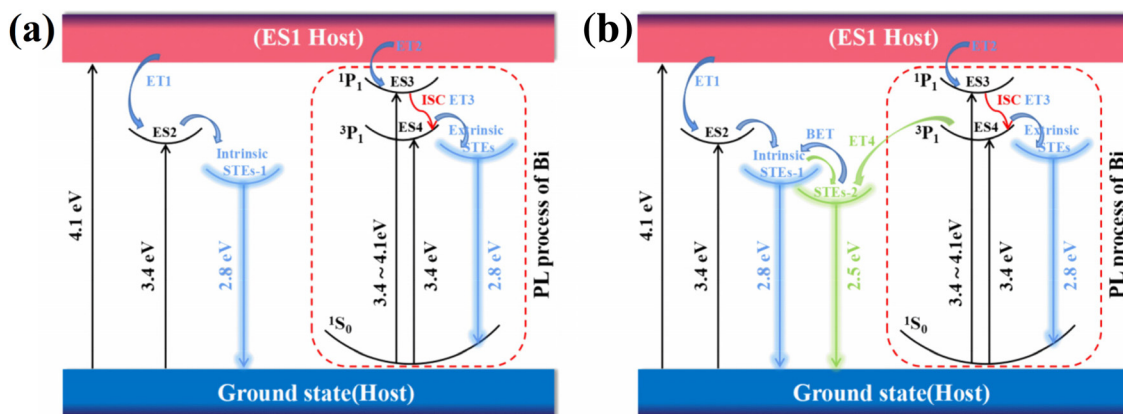 (a)
(ES1 Host)
ET1
ET2
¹P₁
ES3
ISC ET3
ES2
³P₁
ES4
Extrinsic
STEs
Intrinsic
STEs-1
4.1 eV
3.4 eV
2.8 eV
3.4~4.1eV
3.4 eV
2.8 eV
¹S₀
PL process of Bi
Ground state(Host)
(b)
(ES1 Host)
ET1
¹P₁
ES3
ISC ET3
ES2
BET
ET4
³P₁
ES4
Extrinsic
STEs
Intrinsic
STEs-1
STEs-2
4.1 eV
3.4 eV
2.8 eV
2.5 eV
3.4~4.1eV
3.4 eV
2.8 eV
¹S₀
PL process of Bi
Ground state(Host)